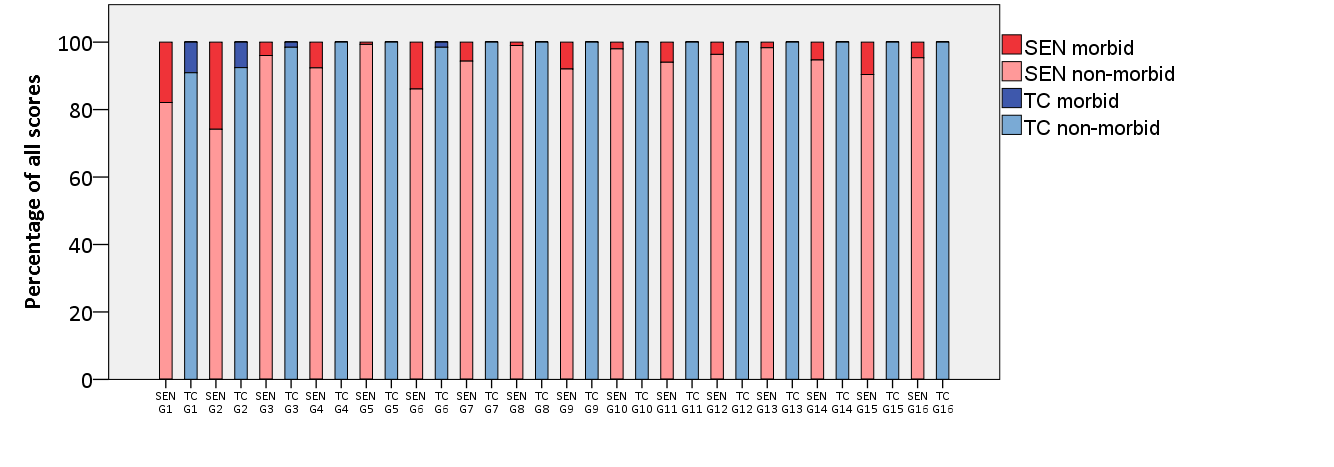 Percentage of all scores
100
80
60
40
20
0
SEN TC SEN TC SEN TC SEN TC SEN TC SEN TC SEN TC SEN TC SEN TC SEN TC SEN TC SEN TC SEN TC SEN TC SEN TC SEN TC
G1 G1 G2 G2 G3 G3 G4 G4 G5 G5 G6 G6 G7 G7 G8 G8 G9 G9 G10 G10 G11 G11 G12 G12 G13 G13 G14 G14 G15 G15 G16 G16
SEN morbid
SEN non-morbid
TC morbid
TC non-morbid